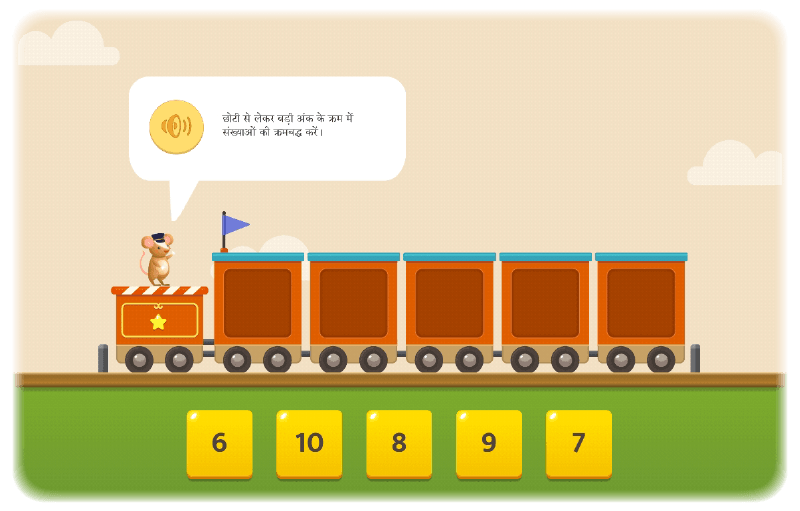 छोटी से लेकर बड़ी अंक के क्रम में
संख्याओं को क्रमबद्ध करें।
6 10 8 9 7